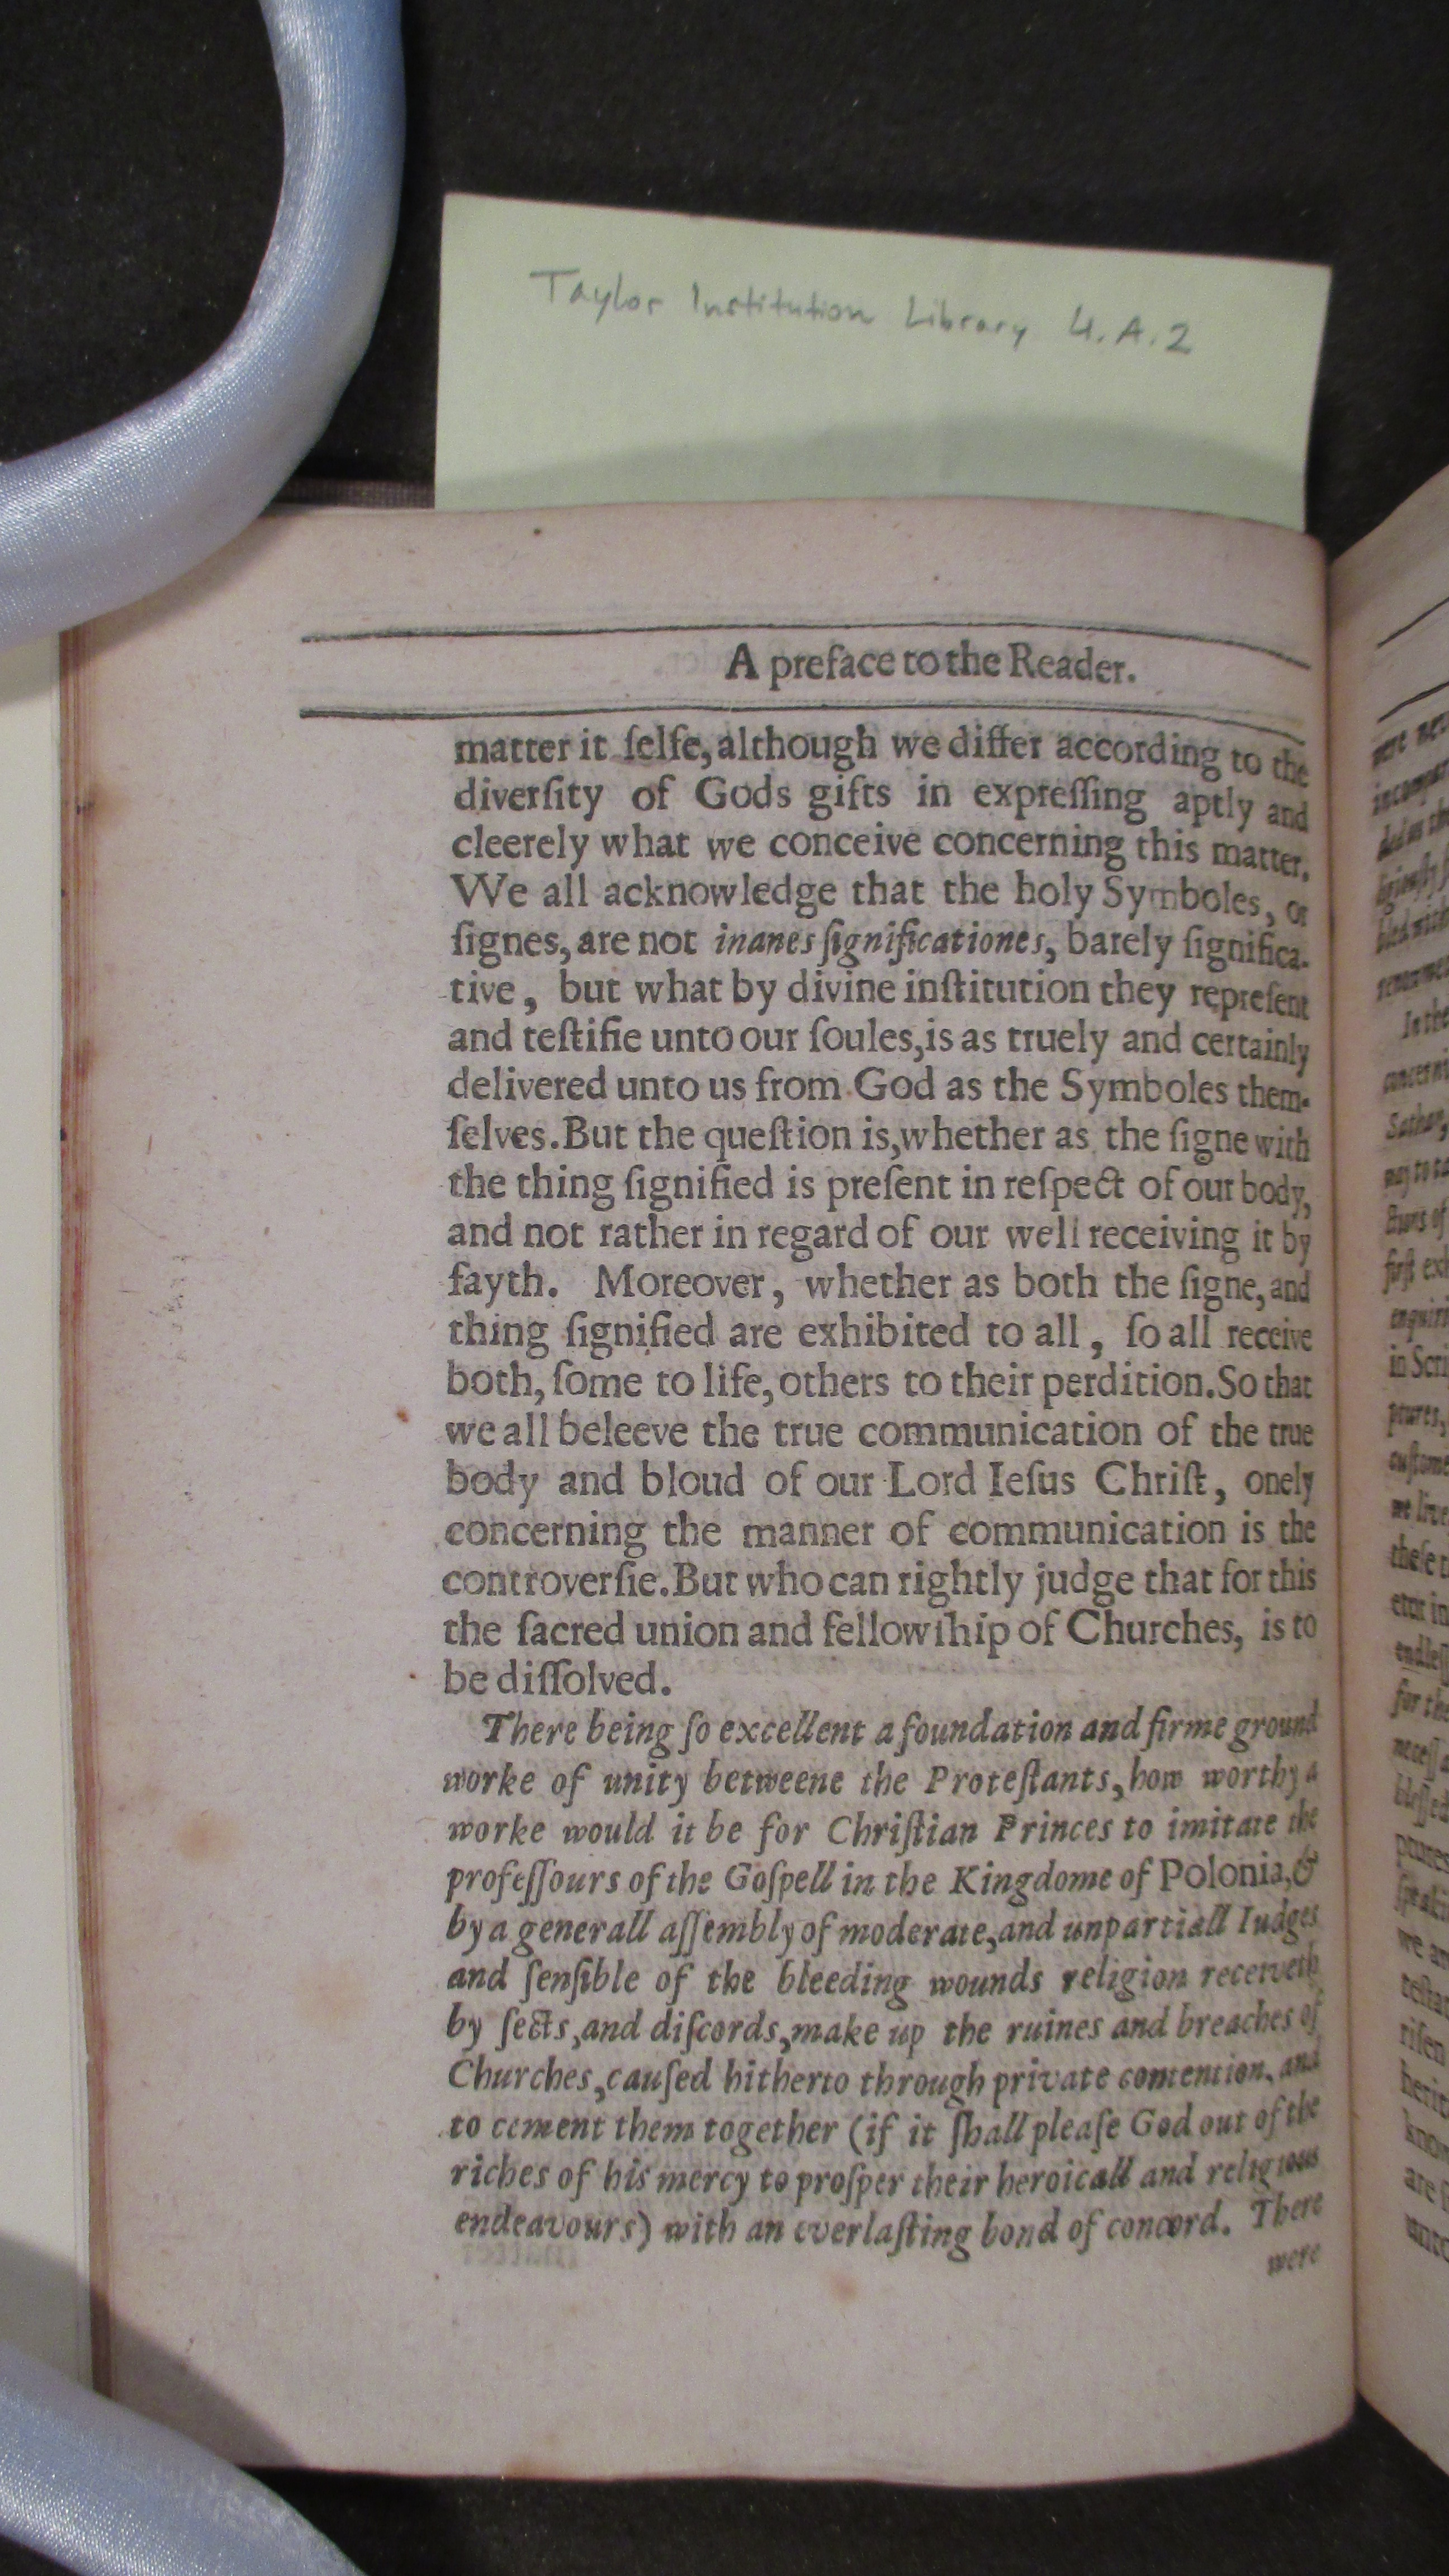 Taylor Institution Library 4.A.2
A preface to the Reader.
matter it ſelfe, although we differ according to the
diverſity of Gods gifts in expreſſing aptly and
cleerely what we conceive concerning this matter.
We all acknowledge that the holy Symboles, or
ſignes, are not inanes ſignificationes, barely ſignifica-
tive, but what by divine inſtitution they repreſent
and teſtifie unto our ſoules, is as truely and certainly
delivered unto us from God as the Symboles them-
ſelves. But the queſtion is, whether as the ſigne with
the thing ſignified is preſent in reſpect of our body,
and not rather in regard of our well receiving it by
fayth. Moreover, whether as both the ſigne, and
thing ſignified are exhibited to all, ſo all receive
both, ſome to life, others to their perdition. So that
we all beleeve the true communication of the true
body and bloud of our Lord Ieſus Chriſt, onely
concerning the manner of communication is the
controverſie. But who can rightly judge that for this
the ſacred union and fellowſhip of Churches, is to
be diſſolved.
There being ſo excellent a foundation and firme ground
worke of unity betweene the Proteſtants, how worthy a
worke would it be for Chriſtian Princes to imitate the
profeſſours of the Goſpell in the Kingdome of Polonia, &
by a generall aſſembly of moderate, and unpartiall Iudges
and ſenſible of the bleeding wounds religion receiveth
by ſects, and diſcords, make up the ruines and breaches of
Churches, cauſed hitherto through private contention, and
to cement them together (if it ſhall pleaſe God out of the
riches of his mercy to proſper their heroicall and religious
endeavours) with an everlaſting bond of concord. There
were